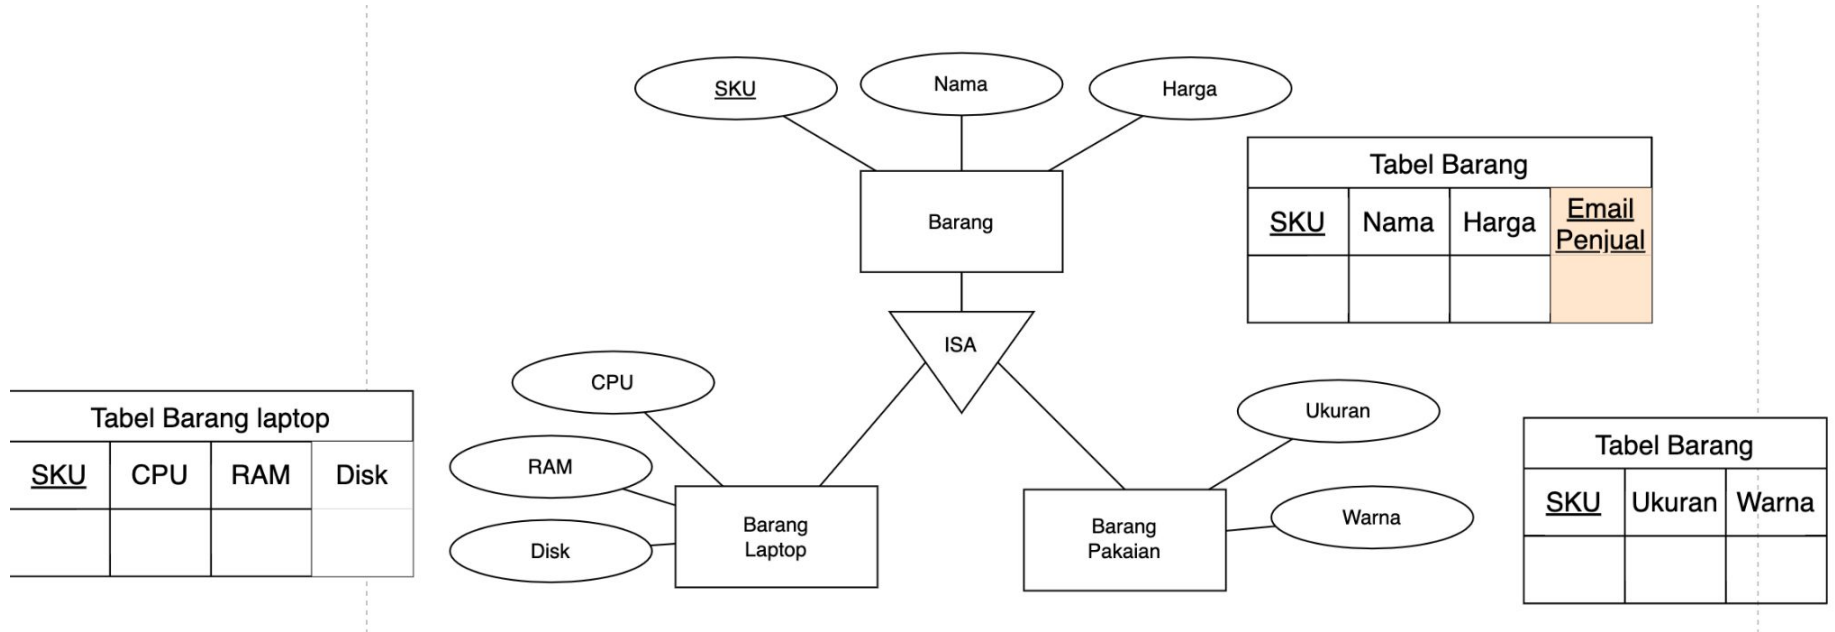 SKU
Nama
Harga
Tabel Barang
SKU Nama Harga Email
Penjual
Barang
ISA
CPU
Ukuran
Tabel Barang laptop
SKU CPU RAM Disk
RAM
Disk
Barang
Laptop
Barang
Pakaian
Warna
Tabel Barang
SKU Ukuran Warna